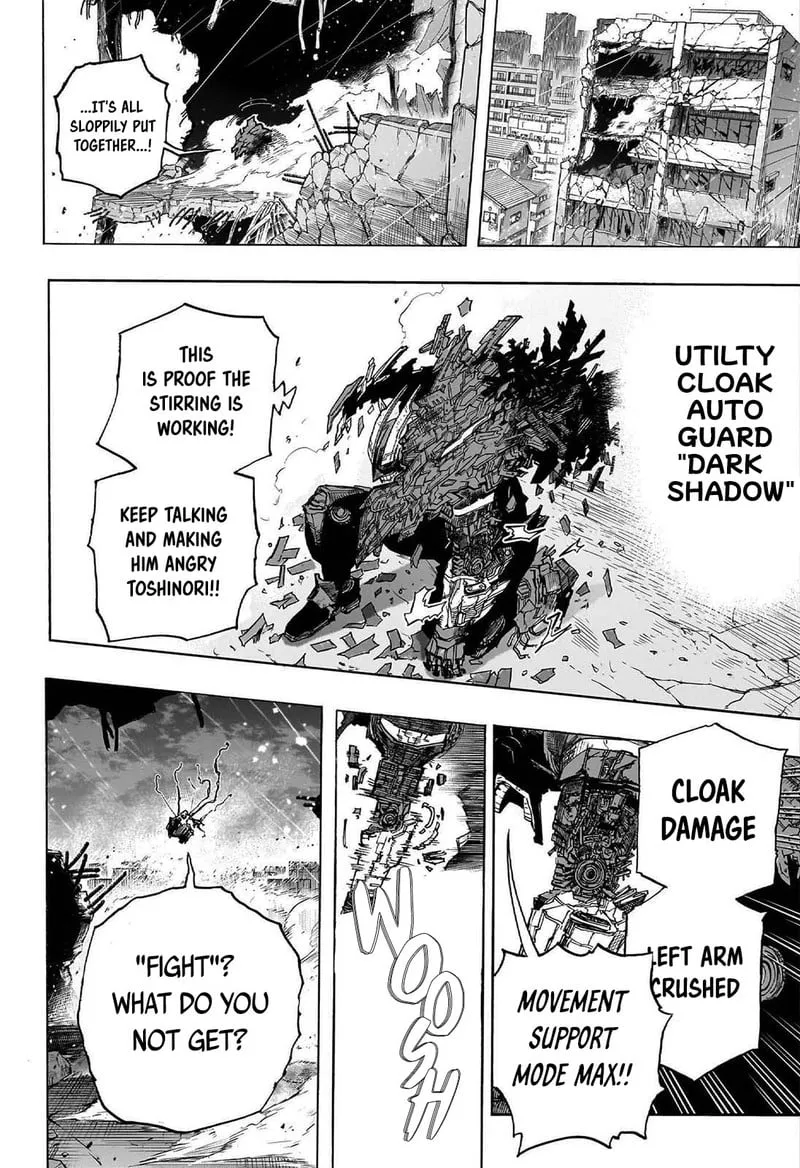 ...IT'S ALL
SLOPPILY PUT
TOGETHER...!
UTILTY
CLOAK
AUTO
GUARD
"DARK
SHADOW"
THIS
IS PROOF THE
STIRRING IS
WORKING!
KEEP TALKING
AND MAKING
HIM ANGRY
TOSHINORI!!
CLOAK
DAMAGE
LEFT ARM
CRUSHED
MOVEMENT
SUPPORT
MODE MAX!!
WOOSH
"FIGHT"?
WHAT DO YOU
NOT GET?